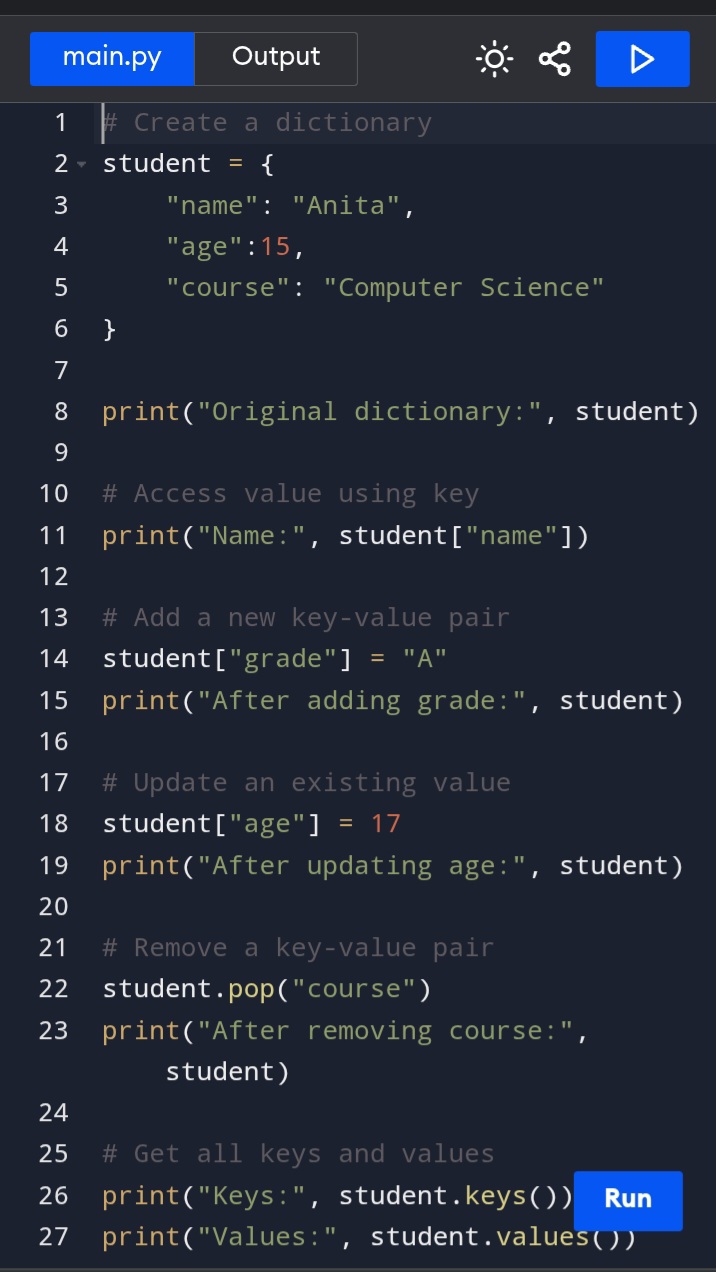 main.py Output
1 # Create a dictionary
2 student = {
3     "name": "Anita",
4     "age":15,
5     "course": "Computer Science"
6 }
7
8 print("Original dictionary:", student)
9
10 # Access value using key
11 print("Name:", student["name"])
12
13 # Add a new key-value pair
14 student["grade"] = "A"
15 print("After adding grade:", student)
16
17 # Update an existing value
18 student["age"] = 17
19 print("After updating age:", student)
20
21 # Remove a key-value pair
22 student.pop("course")
23 print("After removing course:",
    student)
24
25 # Get all keys and values
26 print("Keys:", student.keys()) Run
27 print("Values:", student.values())